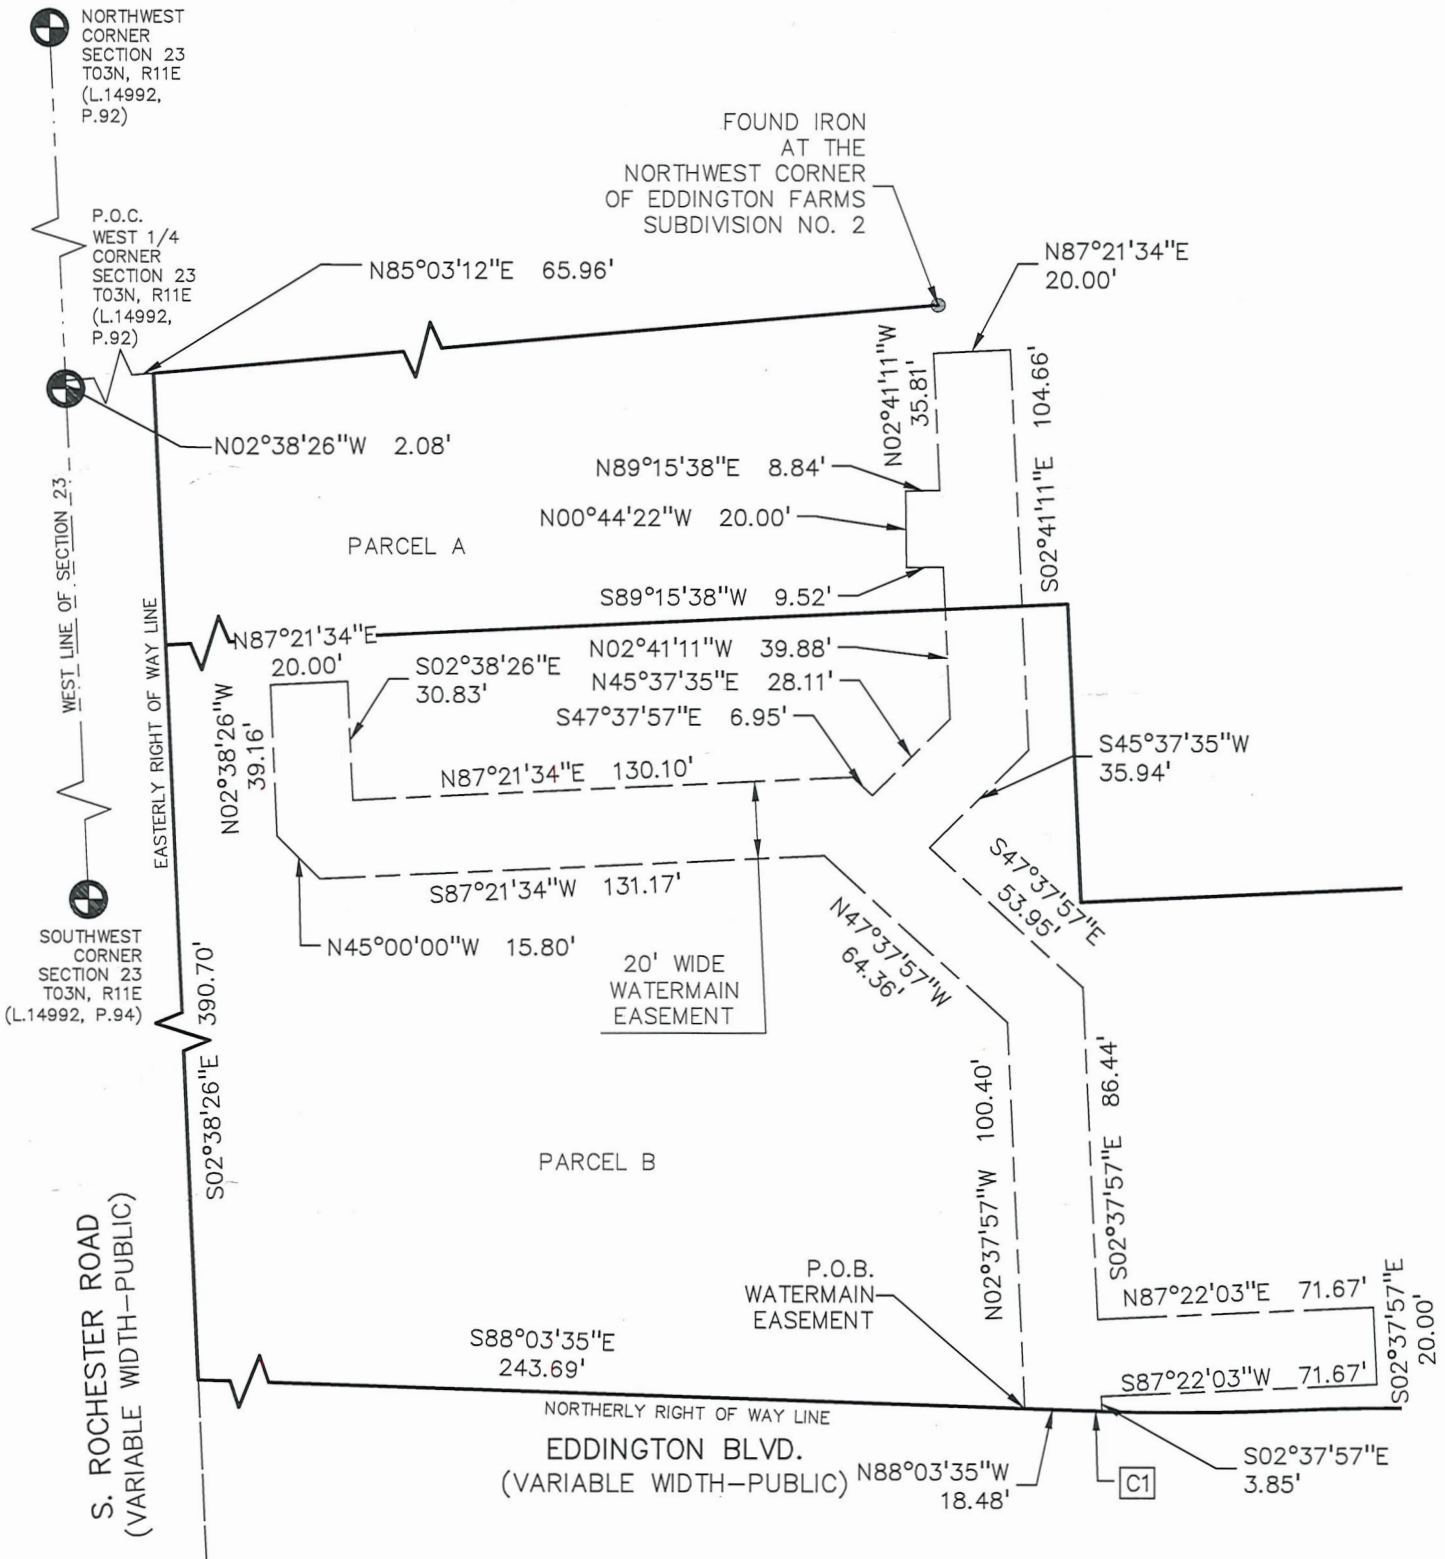 NORTHWEST
CORNER
SECTION 23
T03N, R11E
(L.14992,
P.92)
FOUND IRON
AT THE
NORTHWEST CORNER
OF EDDINGTON FARMS
SUBDIVISION NO. 2
P.O.C.
WEST 1/4
CORNER
SECTION 23
T03N, R11E
(L.14992,
P.92)
N85°03'12"E 65.96'
N87°21'34"E
20.00'
N02°41'11"W
35.81'
S02°41'11"E 104.66'
N02°38'26"W 2.08'
N89°15'38"E 8.84'
N00°44'22"W 20.00'
PARCEL A
S89°15'38"W 9.52'
WEST LINE OF SECTION 23
EASTERLY RIGHT OF WAY LINE
N87°21'34"E
20.00'
S02°38'26"E
30.83'
N02°41'11"W 39.88'
N45°37'35"E 28.11'
S47°37'57"E 6.95'
N02°38'26"W
39.16'
N87°21'34"E 130.10'
S45°37'35"W
35.94'
S87°21'34"W 131.17'
S47°37'57"E
53.95'
N45°00'00"W 15.80'
N47°37'57"W
64.36'
20' WIDE
WATERMAIN
EASEMENT
SOUTHWEST
CORNER
SECTION 23
T03N, R11E
(L.14992, P.94)
S02°38'26"E 390.70'
N02°37'57"W 100.40'
S02°37'57"E 86.44'
PARCEL B
S. ROCHESTER ROAD
(VARIABLE WIDTH-PUBLIC)
P.O.B.
WATERMAIN
EASEMENT
N87°22'03"E 71.67'
S02°37'57"E
20.00'
S88°03'35"E
243.69'
S87°22'03"W 71.67'
NORTHERLY RIGHT OF WAY LINE
EDDINGTON BLVD.
(VARIABLE WIDTH-PUBLIC)
N88°03'35"W
18.48'
C1
S02°37'57"E
3.85'